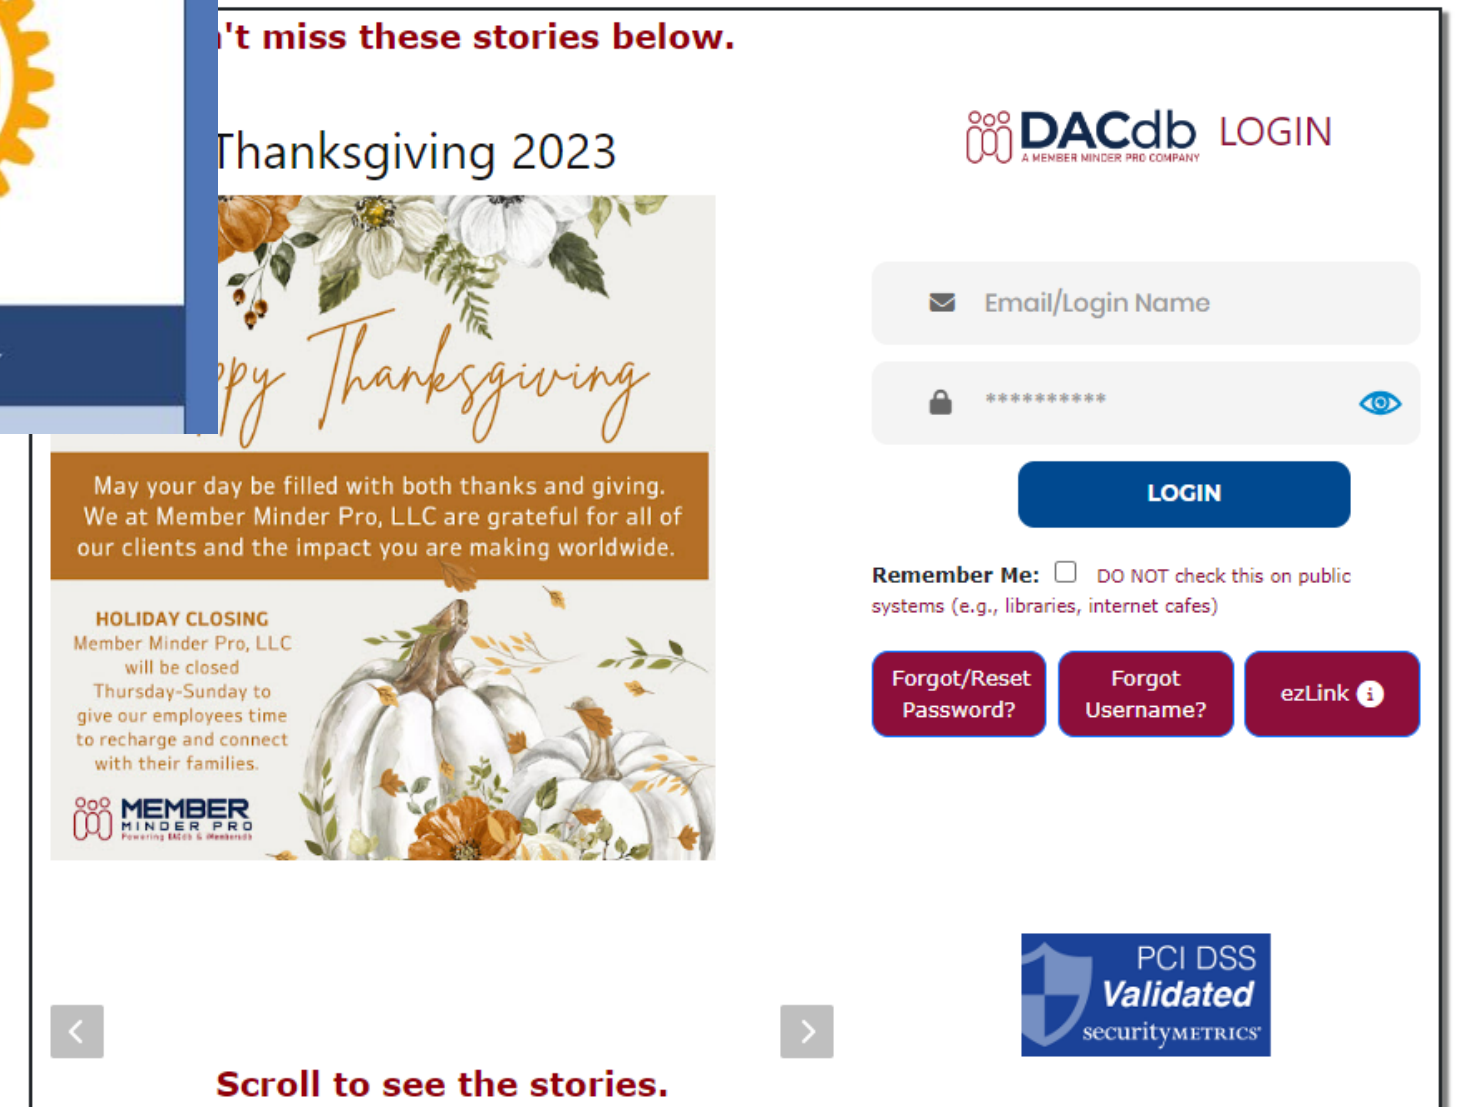 't miss these stories below.
Thanksgiving 2023
Thanksgiving
May your day be filled with both thanks and giving.
We at Member Minder Pro, LLC are grateful for all of
our clients and the impact you are making worldwide.
HOLIDAY CLOSING
Member Minder Pro, LLC
will be closed
Thursday-Sunday to
give our employees time
to recharge and connect
with their families.
MEMBER
MINDER PRO
Powering DACdb & iMembersdb
Scroll to see the stories.
DACdb LOGIN
A MEMBER MINDER PRO COMPANY
Email/Login Name
**********
LOGIN
Remember Me: DO NOT check this on public
systems (e.g., libraries, internet cafes)
Forgot/Reset
Password?
Forgot
Username?
ezLink i
PCI DSS
Validated
securityMETRICS